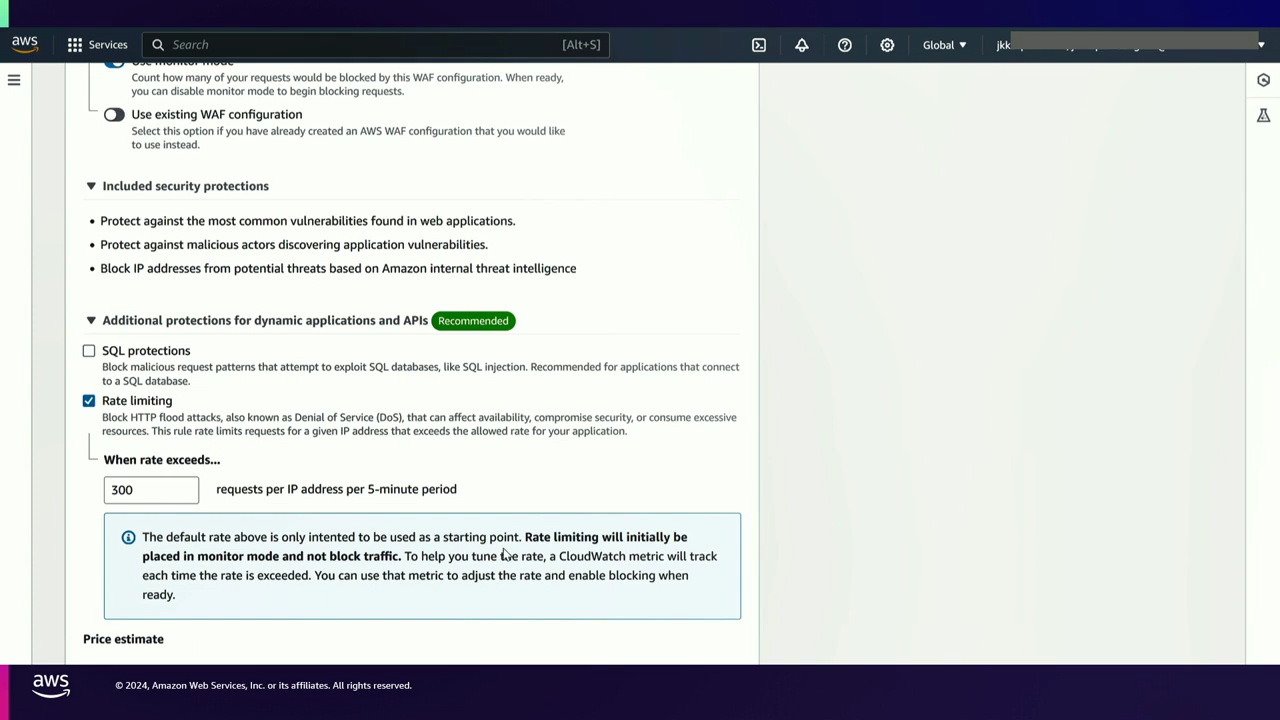 aws
Services
Search
[Alt+S]
Global
jkk
Use monitor mode
Count how many of your requests would be blocked by this WAF configuration. When ready,
you can disable monitor mode to begin blocking requests.
Use existing WAF configuration
Select this option if you have already created an AWS WAF configuration that you would like
to use instead.
Included security protections
• Protect against the most common vulnerabilities found in web applications.
• Protect against malicious actors discovering application vulnerabilities.
• Block IP addresses from potential threats based on Amazon internal threat intelligence
Additional protections for dynamic applications and APIs Recommended
SQL protections
Block malicious request patterns that attempt to exploit SQL databases, like SQL injection. Recommended for applications that connect
to a SQL database.
Rate limiting
Block HTTP flood attacks, also known as Denial of Service (DoS), that can affect availability, compromise security, or consume excessive
resources. This rule rate limits requests for a given IP address that exceeds the allowed rate for your application.
When rate exceeds...
300 requests per IP address per 5-minute period
The default rate above is only intented to be used as a starting point. Rate limiting will initially be
placed in monitor mode and not block traffic. To help you tune the rate, a CloudWatch metric will track
each time the rate is exceeded. You can use that metric to adjust the rate and enable blocking when
ready.
Price estimate
aws
© 2024, Amazon Web Services, Inc. or its affiliates. All rights reserved.